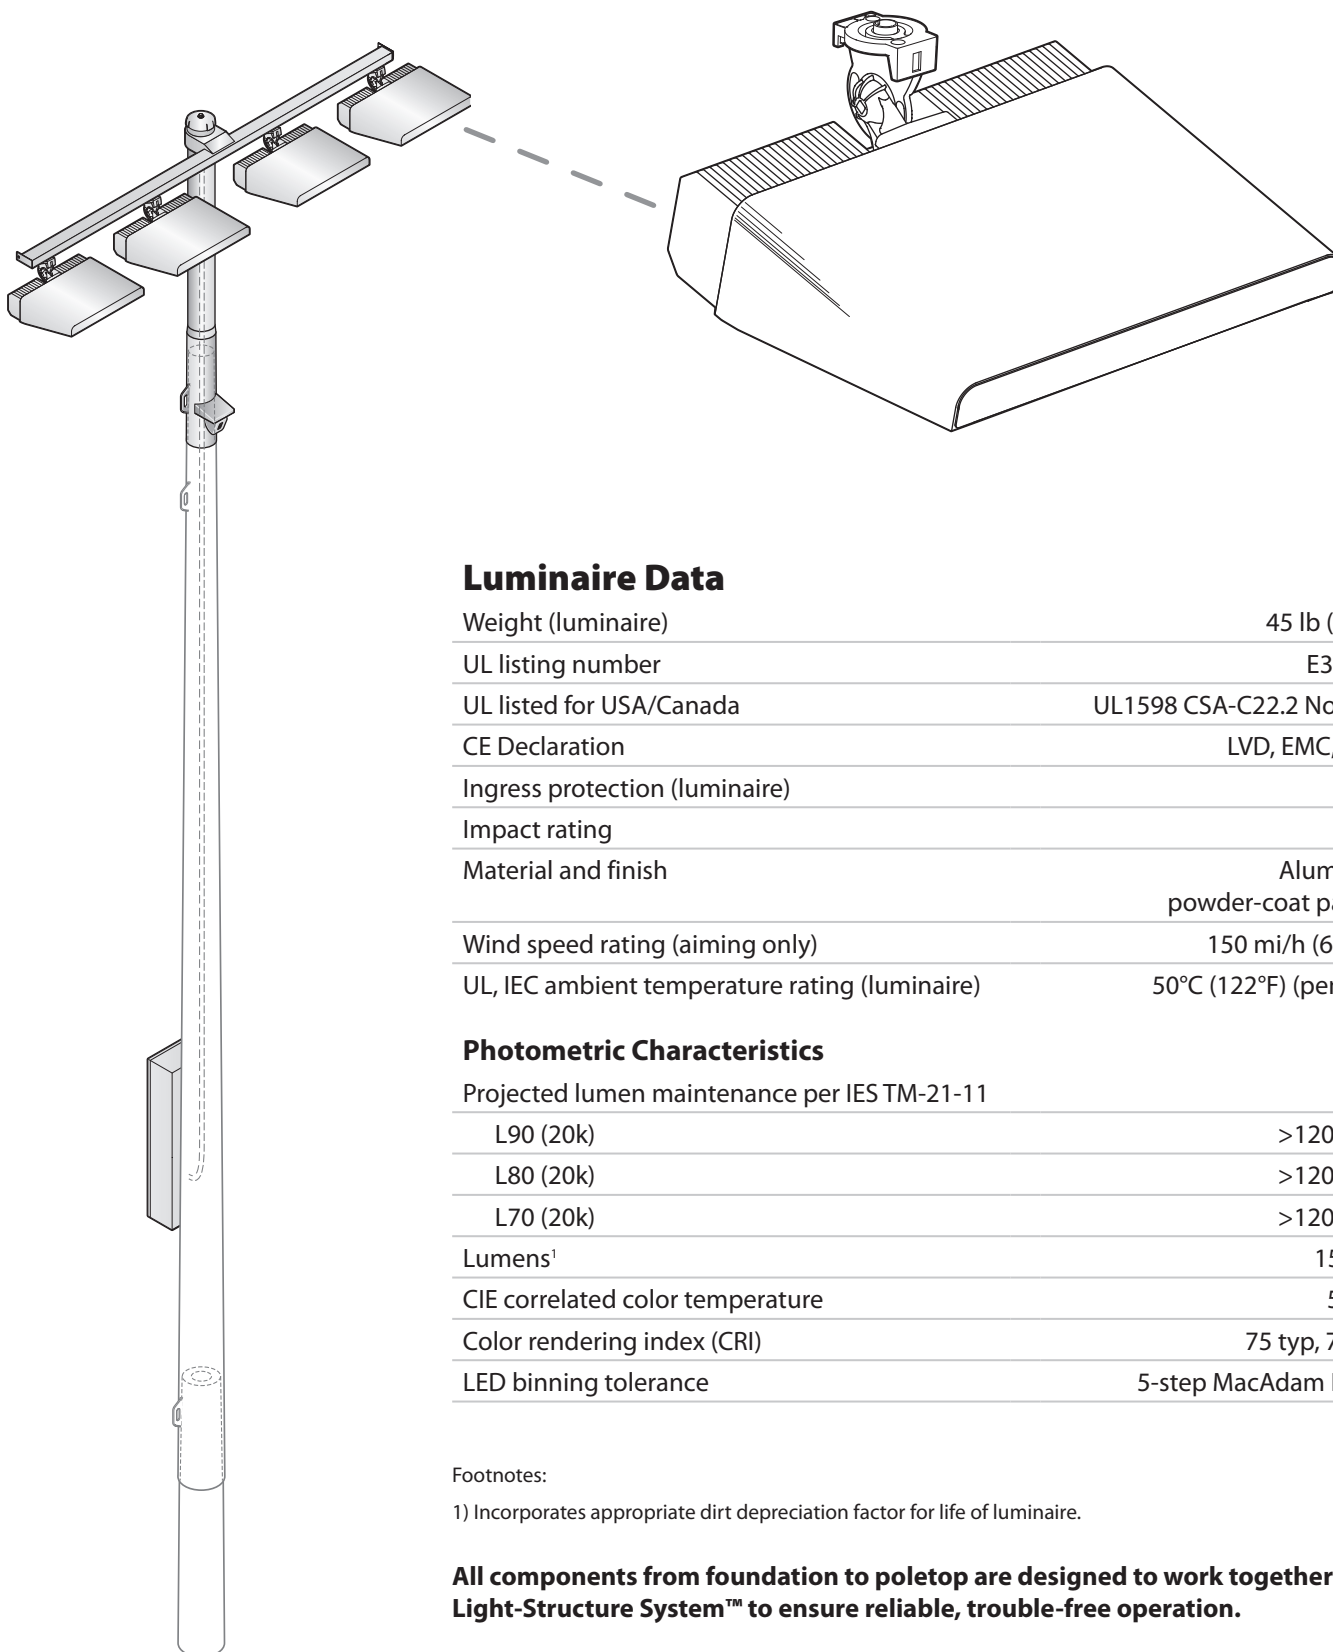 Luminaire Data
Weight (luminaire) 45 lb (
UL listing number E3
UL listed for USA/Canada UL1598 CSA-C22.2 No
CE Declaration LVD, EMC,
Ingress protection (luminaire)
Impact rating
Material and finish Alum
powder-coat pa
Wind speed rating (aiming only) 150 mi/h (6
UL, IEC ambient temperature rating (luminaire) 50°C (122°F) (per
Photometric Characteristics
Projected lumen maintenance per IES TM-21-11
L90 (20k) >120
L80 (20k) >120
L70 (20k) >120
Lumens¹ 15
CIE correlated color temperature 5
Color rendering index (CRI) 75 typ, 7
LED binning tolerance 5-step MacAdam
Footnotes:
1) Incorporates appropriate dirt depreciation factor for life of luminaire.
All components from foundation to poletop are designed to work together
Light-Structure System™ to ensure reliable, trouble-free operation.